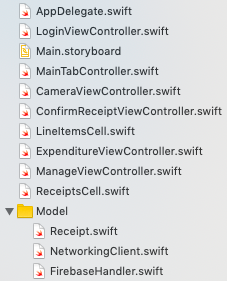 AppDelegate.swift
LoginViewController.swift
Main.storyboard
MainTabController.swift
CameraViewController.swift
ConfirmReceiptViewController.swift
LineItemsCell.swift
ExpenditureViewController.swift
ManageViewController.swift
ReceiptsCell.swift
Model
Receipt.swift
NetworkingClient.swift
FirebaseHandler.swift